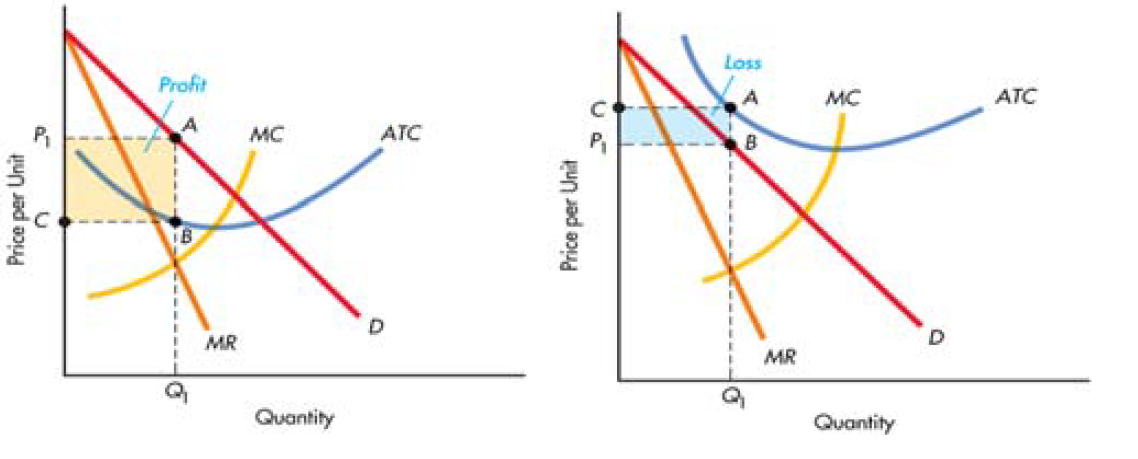 Profit
A
MC
ATC
P1
Price per Unit
C
B
D
MR
Q1
Quantity
Loss
A
MC
ATC
C
P1
B
Price per Unit
D
MR
Q1
Quantity